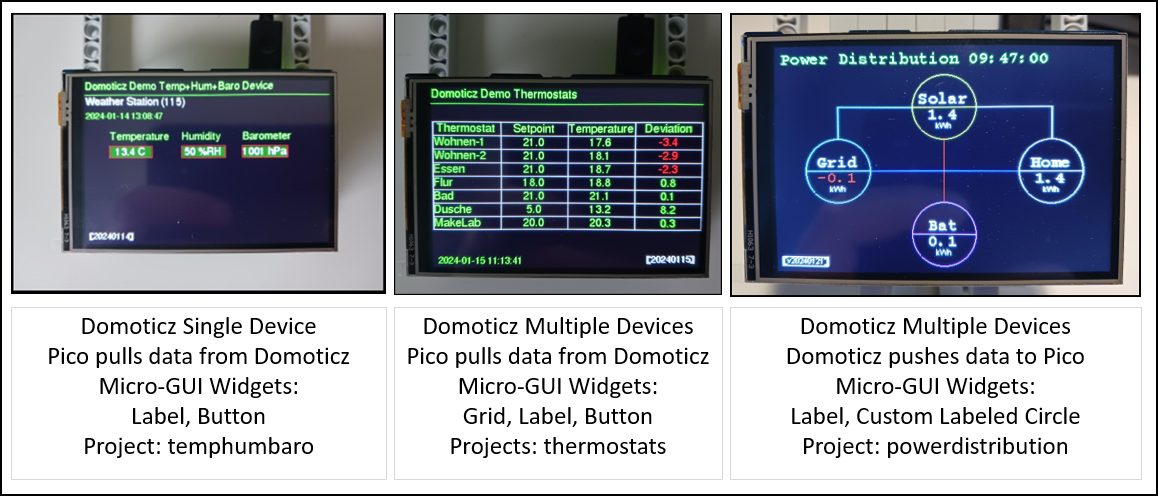 Domoticz Demo Temp+Hum+Baro Device
Weather Station (115)
2024-01-14 13:08:47
Temperature Humidity Barometer
13.4 C 50 %RH 1001 hPa
[20240114]
Domoticz Demo Thermostats
Thermostat Setpoint Temperature Deviation
Wohnen-1 21.0 17.6 -3.4
Wohnen-2 21.0 18.1 -2.9
Essen 21.0 18.7 -2.3
Flur 18.0 18.8 0.8
Bad 21.0 21.1 0.1
Dusche 5.0 13.2 8.2
MakeLab 20.0 20.3 0.3
2024-01-15 11:13:41 [20240115]
Power Distribution 09:47:00
Solar
1.4
kWh
Grid
-0.1
kWh
Home
1.4
kWh
Bat
0.1
kWh
V20240121
Domoticz Single Device
Pico pulls data from Domoticz
Micro-GUI Widgets:
Label, Button
Project: temphumbaro
Domoticz Multiple Devices
Pico pulls data from Domoticz
Micro-GUI Widgets:
Grid, Label, Button
Projects: thermostats
Domoticz Multiple Devices
Domoticz pushes data to Pico
Micro-GUI Widgets:
Label, Custom Labeled Circle
Project: powerdistribution